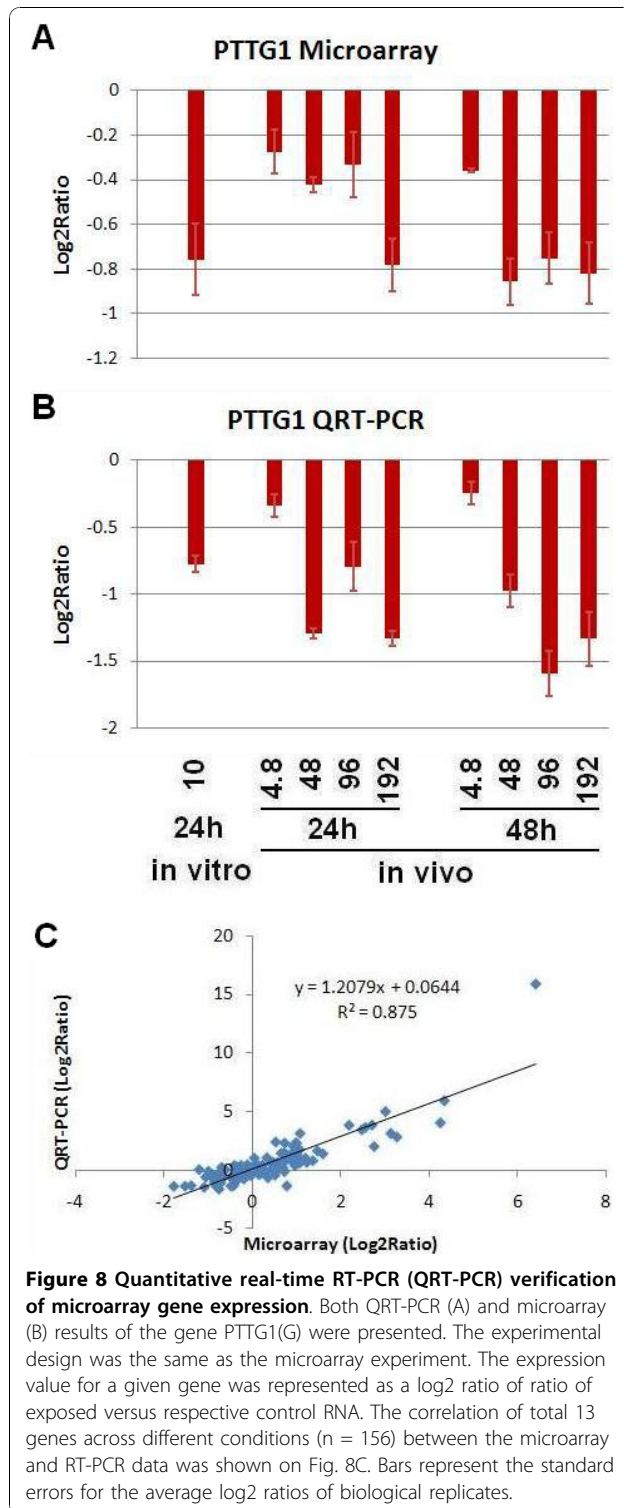 A
PTTG1 Microarray
0
-0.2
-0.4
-0.6
-0.8
-1
-1.2
Log2Ratio
B
PTTG1 QRT-PCR
0
-0.5
-1
-1.5
-2
Log2Ratio
10 4.8 48 96 192 4.8 48 96 192
24h 24h 48h
in vitro in vivo
C
20
15
10
5
0
-5
y = 1.2079x + 0.0644
R² = 0.875
QRT-PCR (Log2Ratio)
-4 -2 0 2 4 6 8
Microarray (Log2Ratio)
Figure 8 Quantitative real-time RT-PCR (QRT-PCR) verification
of microarray gene expression. Both QRT-PCR (A) and microarray
(B) results of the gene PTTG1(G) were presented. The experimental
design was the same as the microarray experiment. The expression
value for a given gene was represented as a log2 ratio of ratio of
exposed versus respective control RNA. The correlation of total 13
genes across different conditions (n = 156) between the microarray
and RT-PCR data was shown on Fig. 8C. Bars represent the standard
errors for the average log2 ratios of biological replicates.